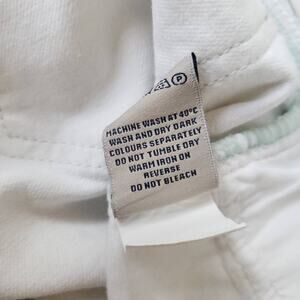 P
MACHINE WASH AT 40°C
WASH AND DRY DARK
COLOURS SEPARATELY
DO NOT TUMBLE DRY
WARM IRON ON
REVERSE
DO NOT BLEACH